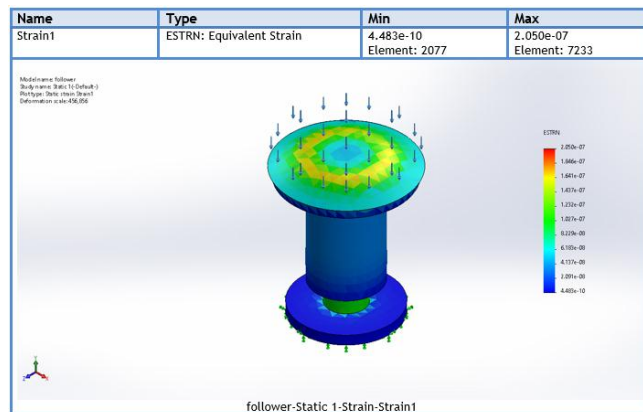 Name Type Min Max
Strain1 ESTRN: Equivalent Strain 4.483e-10 2.050e-07
Element: 2077 Element: 7233
Model name: follower
Study name: Static 1(-Default-)
Plot type: Static strain Strain1
Deformation scale: 456,856
ESTRN
2.050e-07
1.846e-07
1.641e-07
1.437e-07
1.232e-07
1.027e-07
8.229e-08
6.183e-08
4.137e-08
2.091e-08
4.483e-10
Y
Z X
follower-Static 1-Strain-Strain1